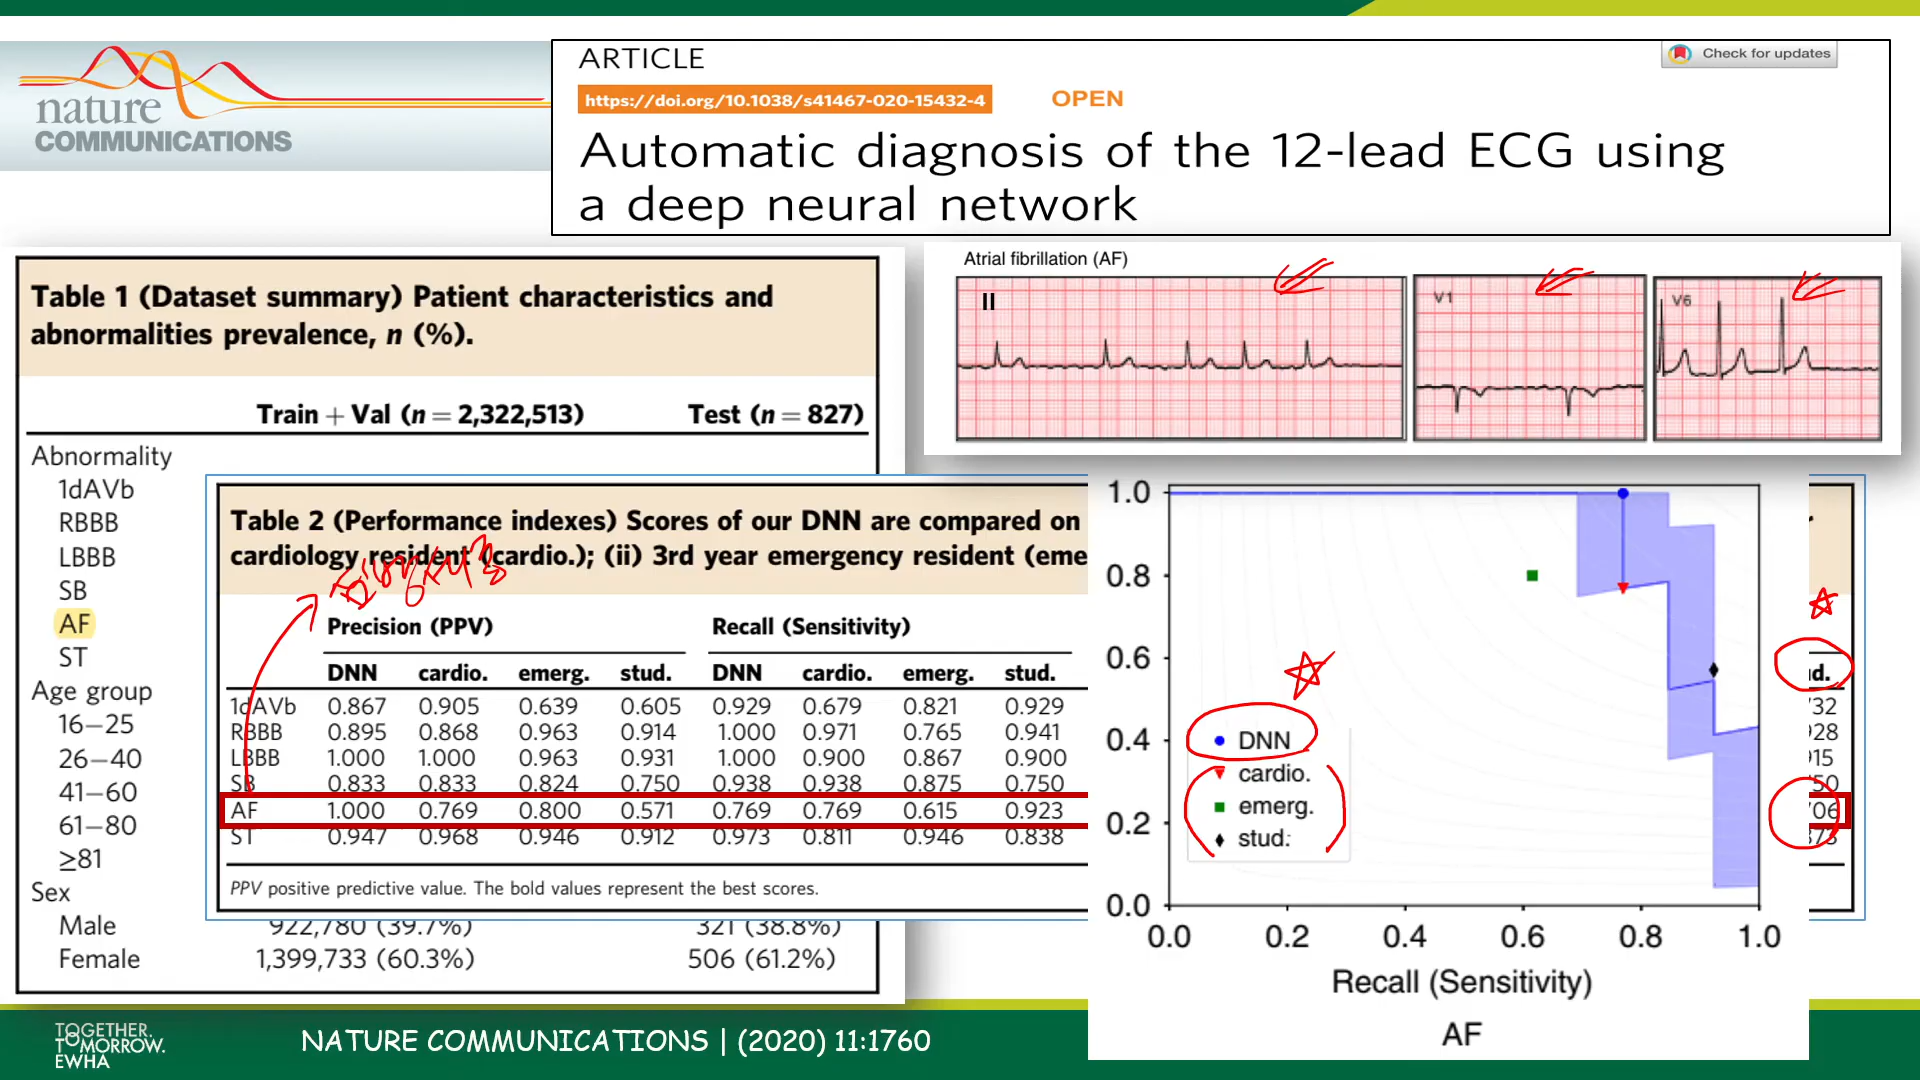 nature
COMMUNICATIONS
ARTICLE
Check for updates
https://doi.org/10.1038/s41467-020-15432-4
OPEN
Automatic diagnosis of the 12-lead ECG using
a deep neural network
Table 1 (Dataset summary) Patient characteristics and
abnormalities prevalence, n (%).
Train + Val (n = 2,322,513) Test (n = 827)
Abnormality
1dAVb
RBBB
LBBB
SB
AF
ST
Age group
16–25
26–40
41–60
61–80
≥81
Sex
Male 922,780 (39.7%) 321 (38.8%)
Female 1,399,733 (60.3%) 506 (61.2%)
Atrial fibrillation (AF)
II
V1
V6
Table 2 (Performance indexes) Scores of our DNN are compared on
cardiology resident (cardio.); (ii) 3rd year emergency resident (eme
Precision (PPV) Recall (Sensitivity)
DNN cardio. emerg. stud. DNN cardio. emerg. stud.
1dAVb 0.867 0.905 0.639 0.605 0.929 0.679 0.821 0.929
RBBB 0.895 0.868 0.963 0.914 1.000 0.971 0.765 0.941
LBBB 1.000 1.000 0.963 0.931 1.000 0.900 0.867 0.900
SB 0.833 0.833 0.824 0.750 0.938 0.938 0.875 0.750
AF 1.000 0.769 0.800 0.571 0.769 0.769 0.615 0.923
ST 0.947 0.968 0.946 0.912 0.973 0.811 0.946 0.838
PPV positive predictive value. The bold values represent the best scores.
ud.
732
928
915
06
1.0
0.8
0.6
0.4
0.2
0.0
DNN
cardio.
emerg.
stud.
0.0 0.2 0.4 0.6 0.8 1.0
Recall (Sensitivity)
AF
TOGETHER.
TOMORROW.
EWHA
NATURE COMMUNICATIONS | (2020) 11:1760